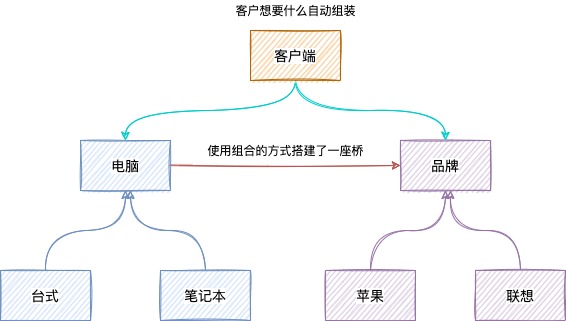 客户想要什么自动组装
客户端
使用组合的方式搭建了一座桥
电脑
品牌
台式
笔记本
苹果
联想